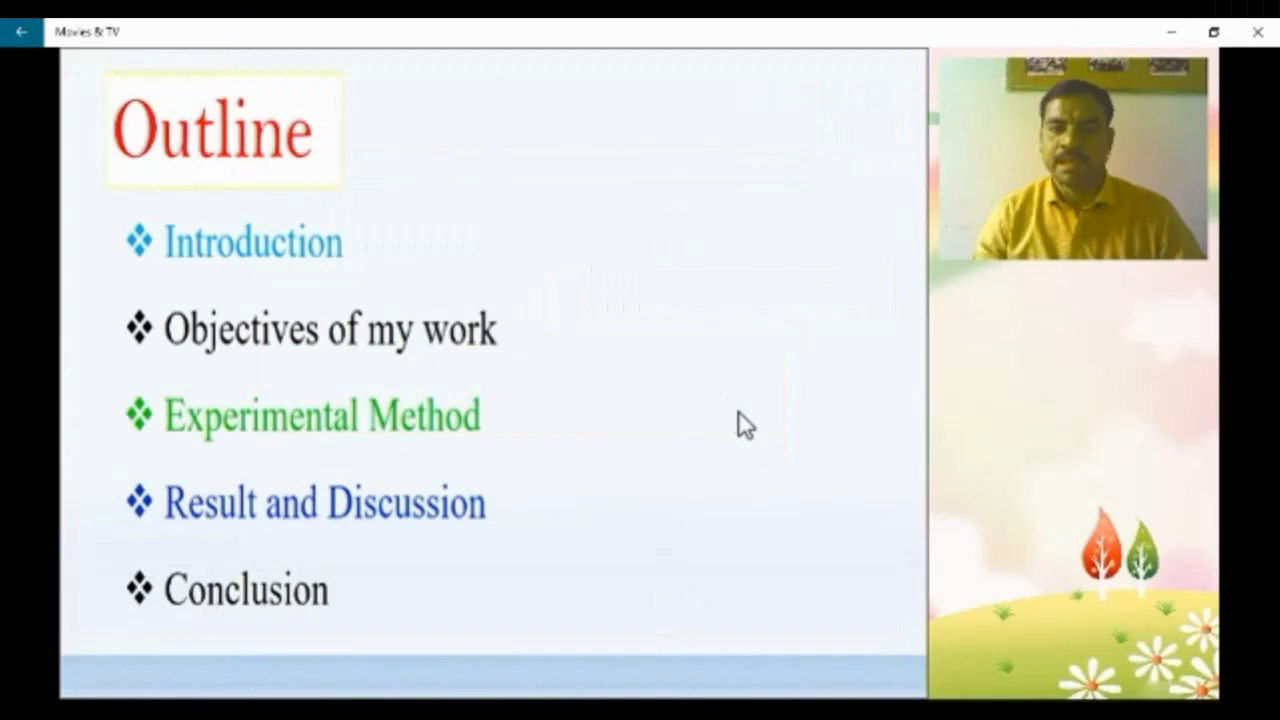 Movies & TV
Outline
Introduction
Objectives of my work
Experimental Method
Result and Discussion
Conclusion